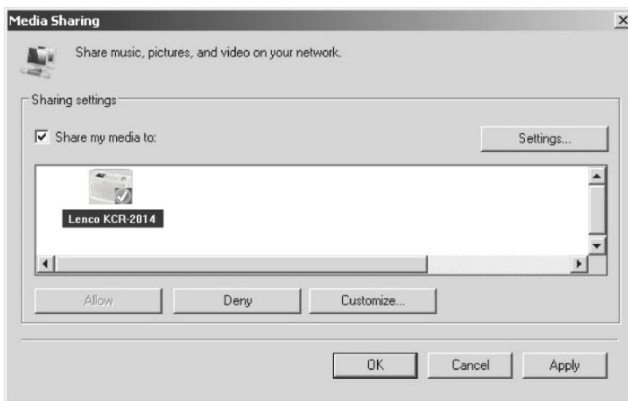 Media Sharing
Share music, pictures, and video on your network.
Sharing settings
Share my media to:
Settings...
Lenco KCR-2014
Allow
Deny
Customize...
OK
Cancel
Apply